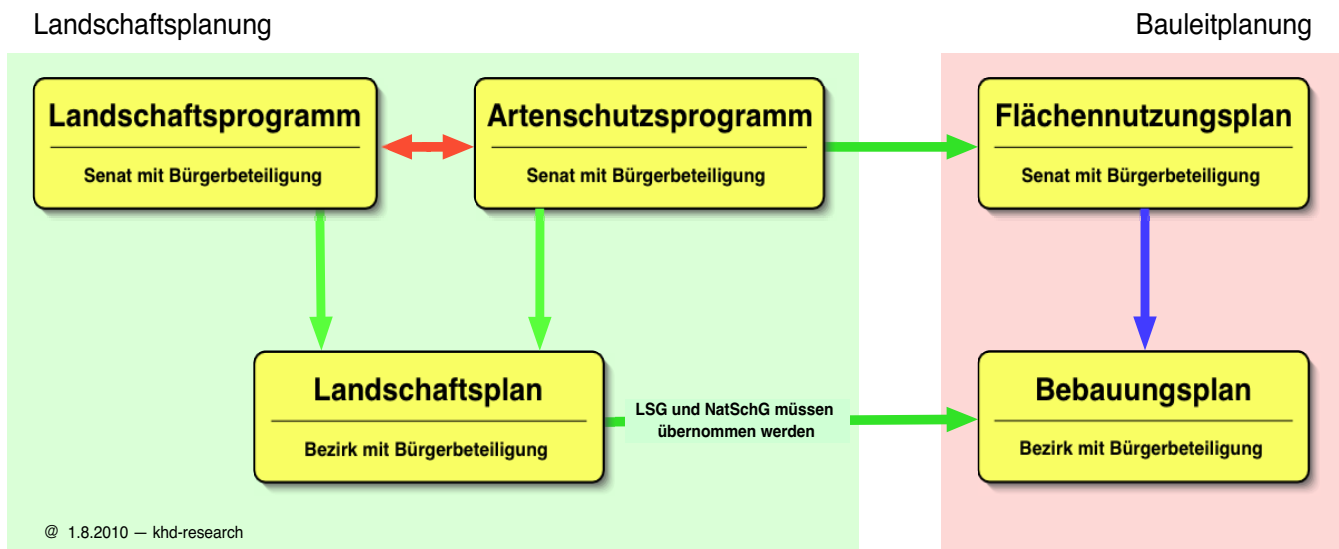 Landschaftsplanung
Bauleitplanung
Landschaftsprogramm
Senat mit Bürgerbeteiligung
Artenschutzsprogramm
Senat mit Bürgerbeteiligung
Flächennutzungsplan
Senat mit Bürgerbeteiligung
Landschaftsplan
Bezirk mit Bürgerbeteiligung
LSG und NatSchG müssen
übernommen werden
Bebauungsplan
Bezirk mit Bürgerbeteiligung
@ 1.8.2010 — khd-research